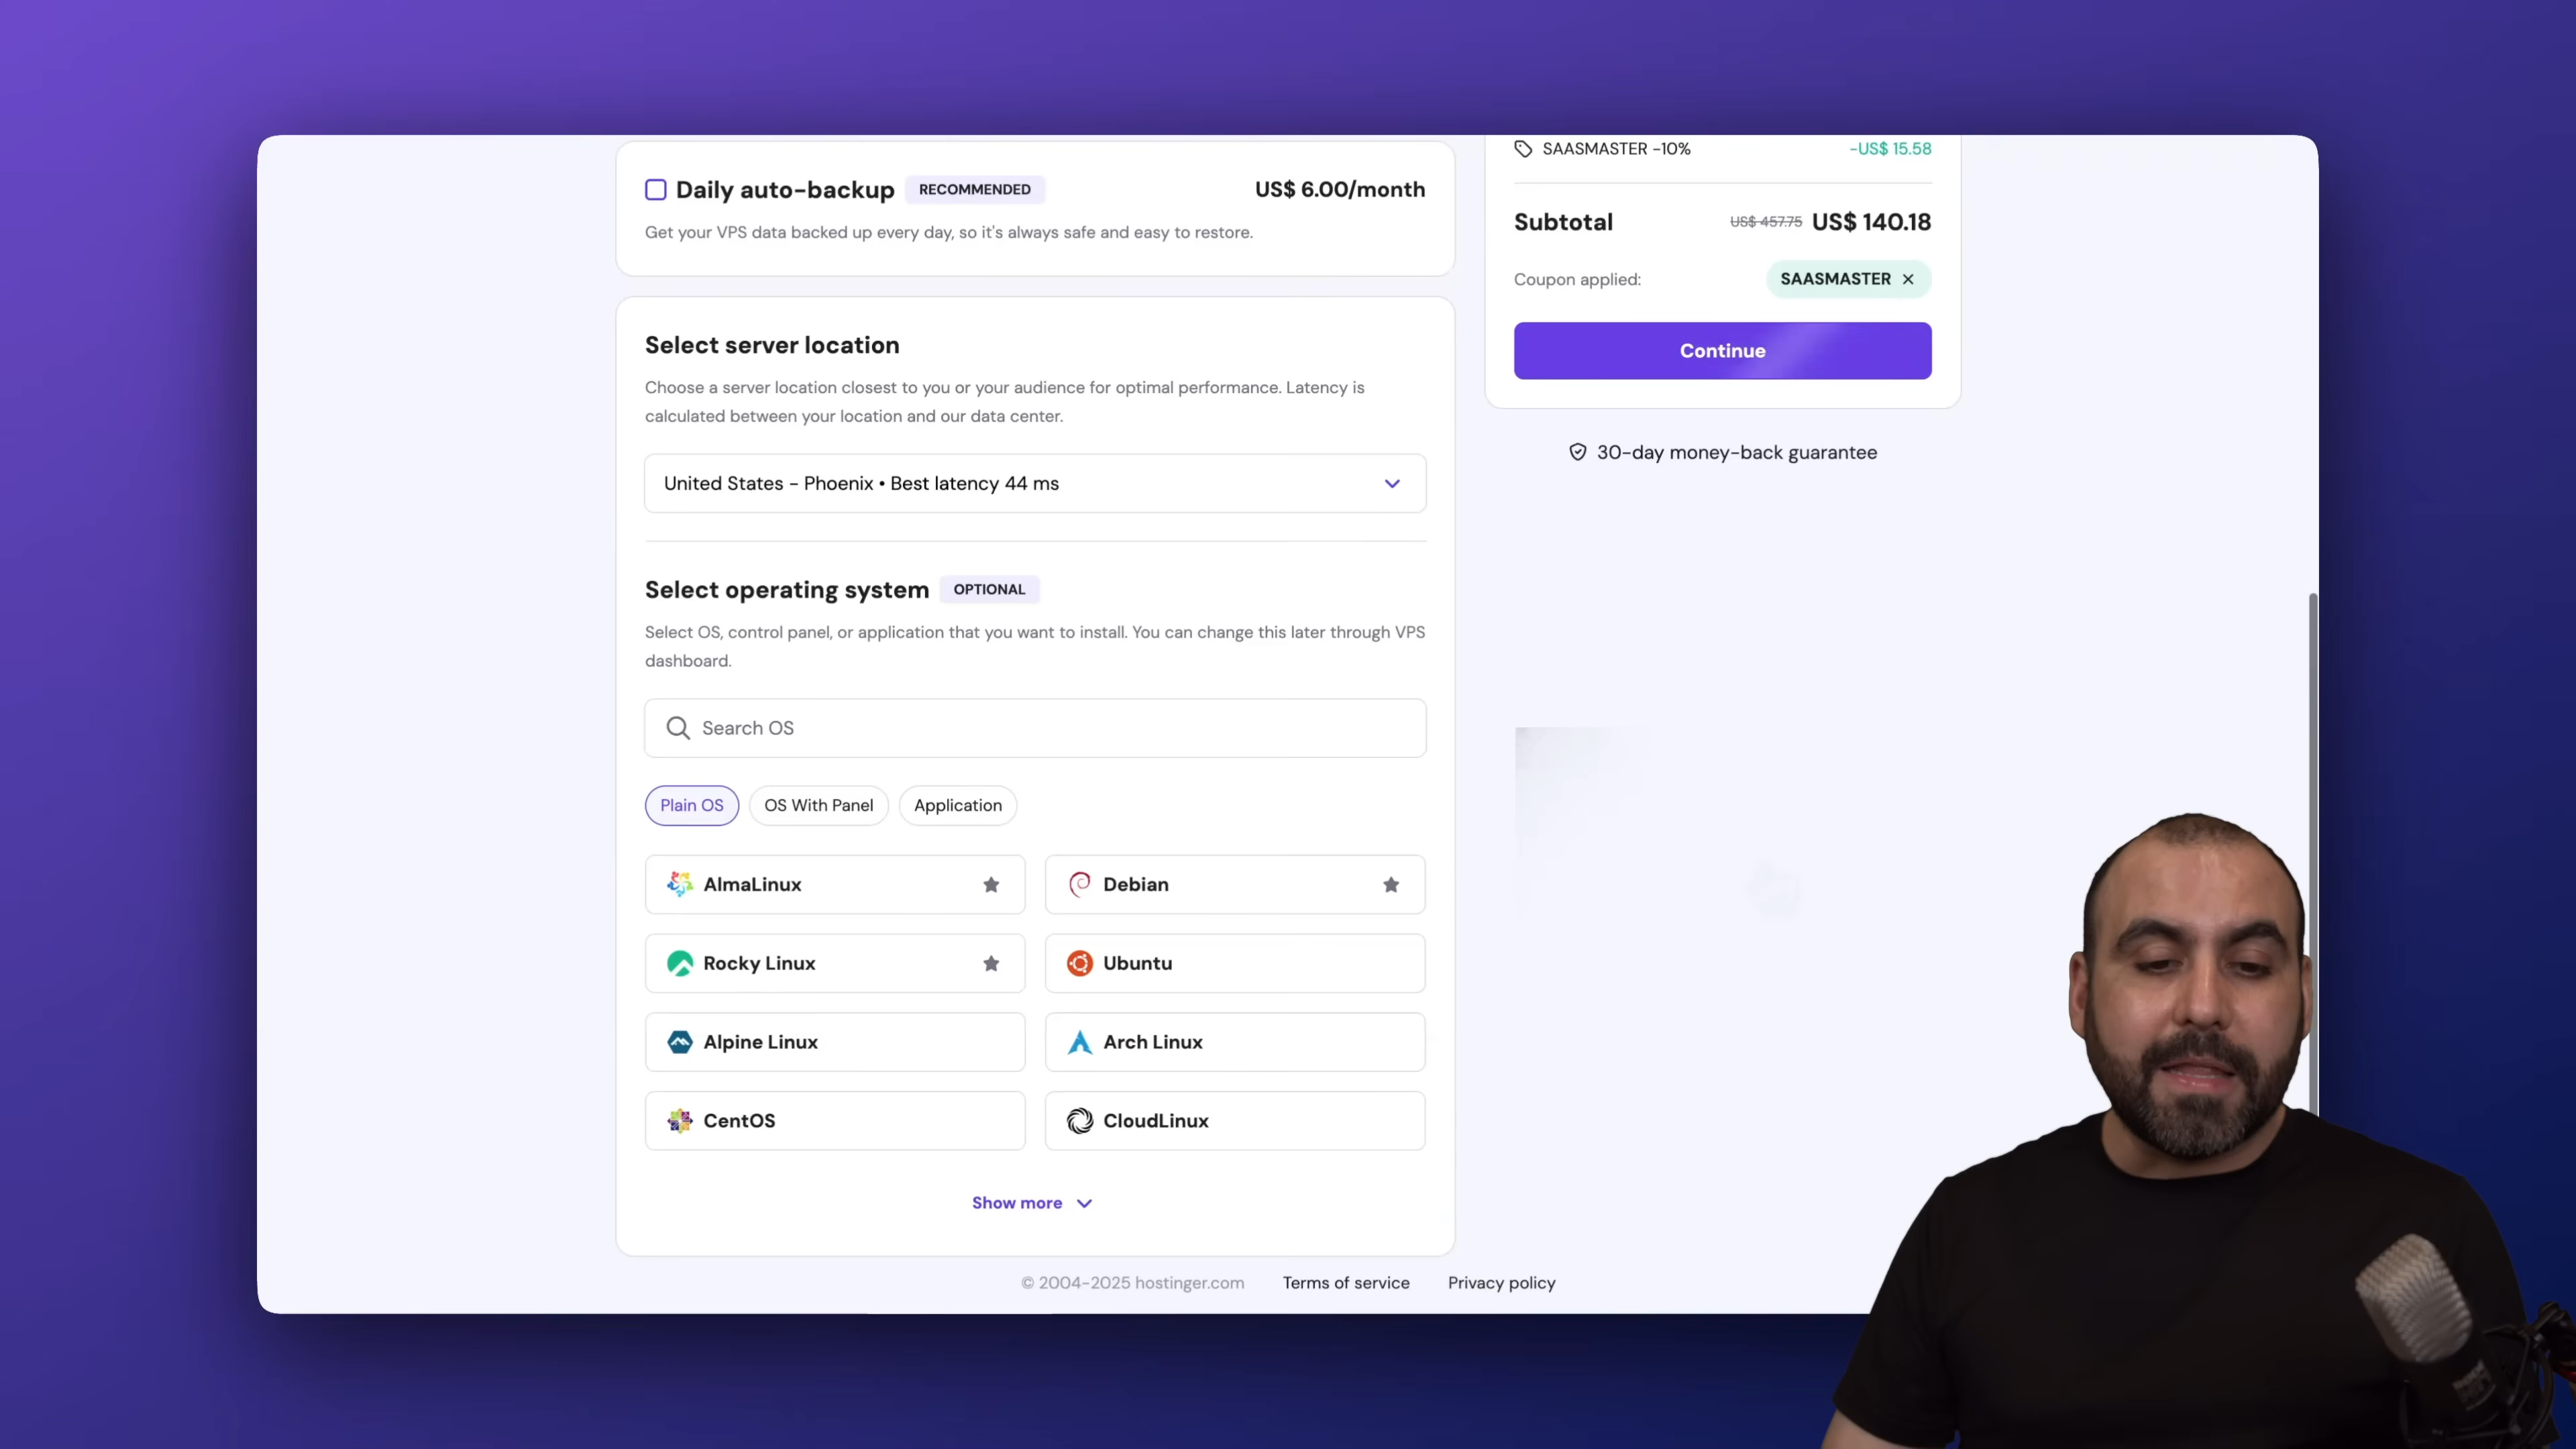 Daily auto-backup RECOMMENDED US$ 6.00/month
Get your VPS data backed up every day, so it's always safe and easy to restore.
Select server location
Choose a server location closest to you or your audience for optimal performance. Latency is
calculated between your location and our data center.
United States - Phoenix • Best latency 44 ms
Select operating system OPTIONAL
Select OS, control panel, or application that you want to install. You can change this later through VPS
dashboard.
Search OS
Plain OS OS With Panel Application
AlmaLinux Debian
Rocky Linux Ubuntu
Alpine Linux Arch Linux
CentOS CloudLinux
Show more
SAASMASTER -10% -US$ 15.58
Subtotal US$ 457.75 US$ 140.18
Coupon applied: SAASMASTER ×
Continue
30-day money-back guarantee
© 2004-2025 hostinger.com Terms of service Privacy policy